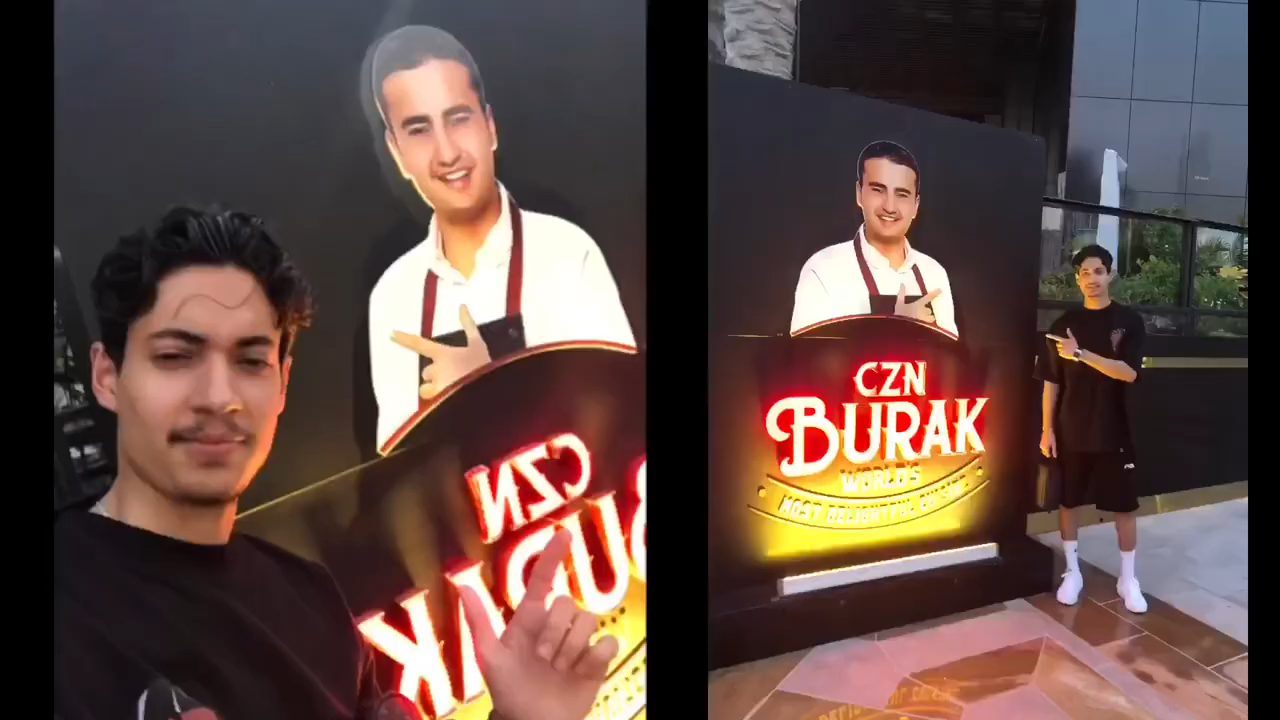 CZN
BURAK
CZN
BURAK
WORLD'S
MOST DELIGHTFUL CUISINE